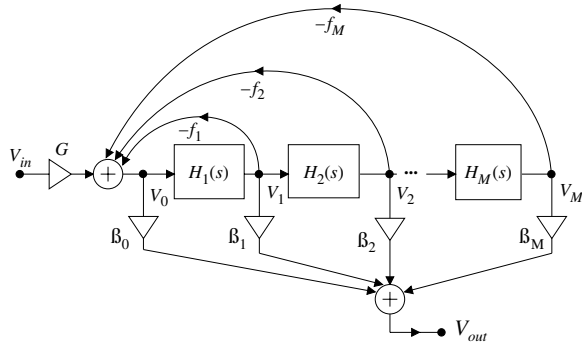 −f_M
−f_2
−f_1
V_in
G
+
H_1(s)
H_2(s)
...
H_M(s)
V_0
V_1
V_2
V_M
ß_0
ß_1
ß_2
ß_M
+
V_out